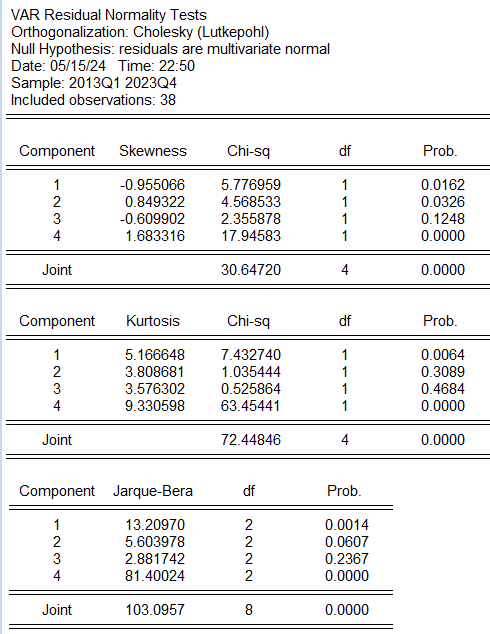 VAR Residual Normality Tests
Orthogonalization: Cholesky (Lutkepohl)
Null Hypothesis: residuals are multivariate normal
Date: 05/15/24 Time: 22:50
Sample: 2013Q1 2023Q4
Included observations: 38
Component Skewness Chi-sq df Prob.
1 -0.955066 5.776959 1 0.0162
2 0.849322 4.568533 1 0.0326
3 -0.609902 2.355878 1 0.1248
4 1.683316 17.94583 1 0.0000
Joint 30.64720 4 0.0000
Component Kurtosis Chi-sq df Prob.
1 5.166648 7.432740 1 0.0064
2 3.808681 1.035444 1 0.3089
3 3.576302 0.525864 1 0.4684
4 9.330598 63.45441 1 0.0000
Joint 72.44846 4 0.0000
Component Jarque-Bera df Prob.
1 13.20970 2 0.0014
2 5.603978 2 0.0607
3 2.881742 2 0.2367
4 81.40024 2 0.0000
Joint 103.0957 8 0.0000